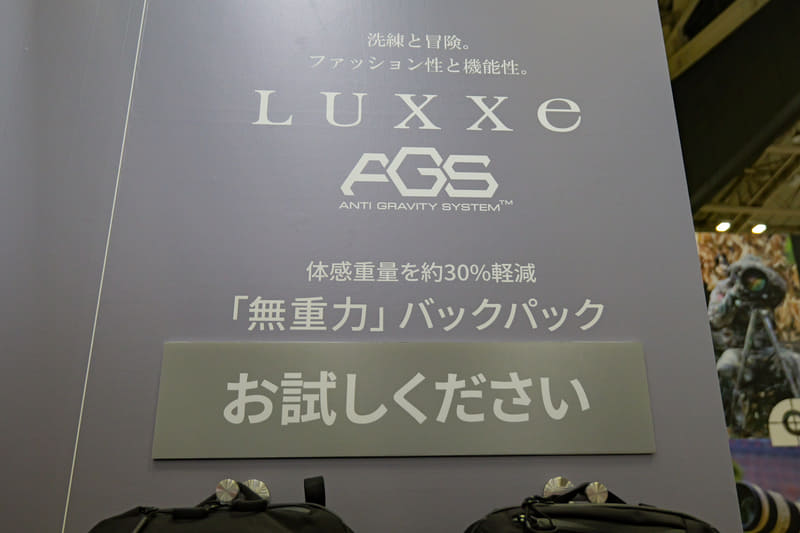 洗練と冒険。
ファッション性と機能性。
LUXXe
AGS
ANTI GRAVITY SYSTEM™
体感重量を約30%軽減
「無重力」バックパック
お試しください